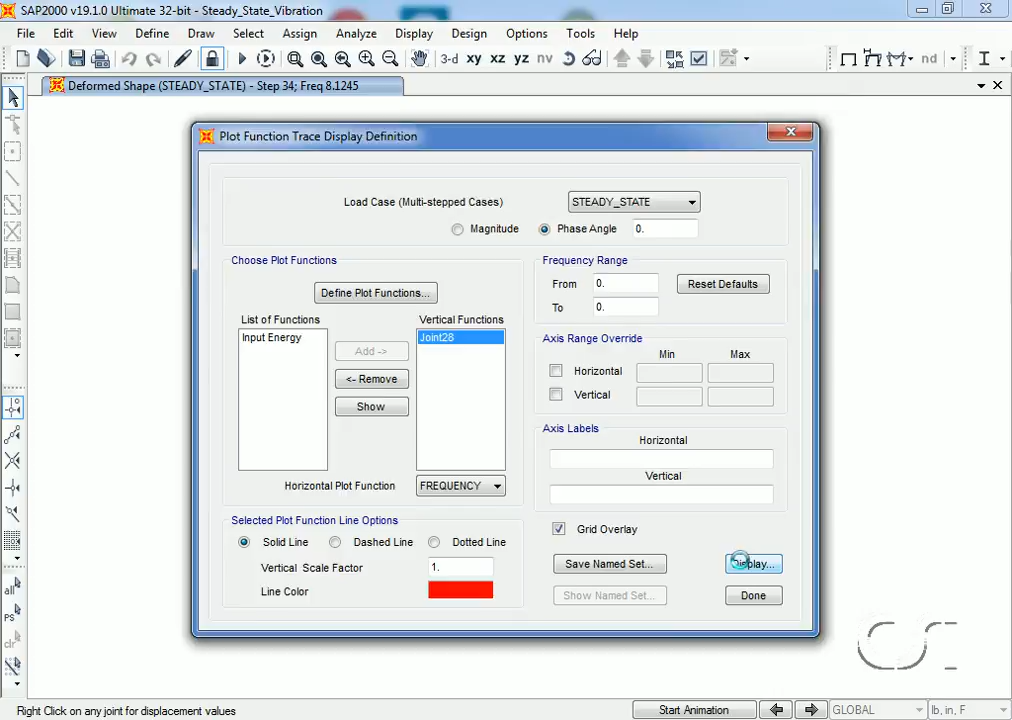 SAP2000 v19.1.0 Ultimate 32-bit - Steady_State_Vibration
File Edit View Define Draw Select Assign Analyze Display Design Options Tools Help
3-d xy xz yz nv nd
Deformed Shape (STEADY_STATE) - Step 34; Freq 8.1245
Plot Function Trace Display Definition
Load Case (Multi-stepped Cases) STEADY_STATE
Magnitude Phase Angle 0.
Choose Plot Functions
Define Plot Functions...
List of Functions Vertical Functions
Input Energy
Joint28
Add ->
<- Remove
Show
Horizontal Plot Function FREQUENCY
Selected Plot Function Line Options
Solid Line Dashed Line Dotted Line
Vertical Scale Factor 1.
Line Color
Frequency Range
From 0. Reset Defaults
To 0.
Axis Range Override
Min Max
Horizontal
Vertical
Axis Labels
Horizontal
Vertical
Grid Overlay
Save Named Set... Display...
Show Named Set... Done
all
PS
clr
CSI
Right Click on any joint for displacement values Start Animation GLOBAL lb, in, F